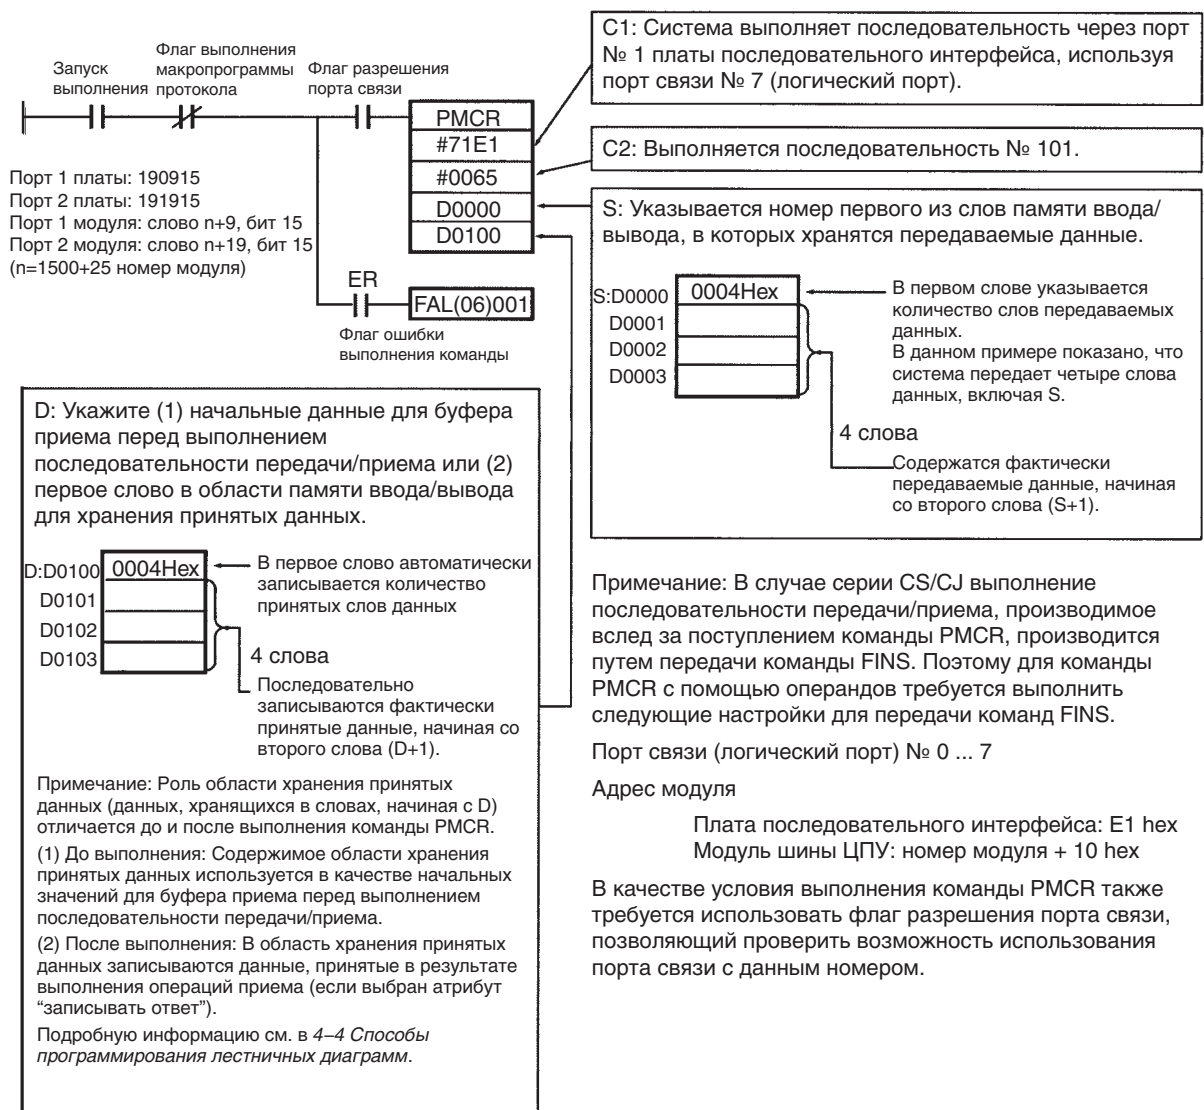 Запуск
выполнения
Флаг выполнения
макропрограммы
протокола
Флаг разрешения
порта связи
PMCR
#71E1
#0065
D0000
D0100
Порт 1 платы: 190915
Порт 2 платы: 191915
Порт 1 модуля: слово n+9, бит 15
Порт 2 модуля: слово n+19, бит 15
(n=1500+25 номер модуля)
ER
FAL(06)001
Флаг ошибки
выполнения команды
C1: Система выполняет последовательность через порт
№ 1 платы последовательного интерфейса, используя
порт связи № 7 (логический порт).
C2: Выполняется последовательность № 101.
S: Указывается номер первого из слов памяти ввода/
вывода, в которых хранятся передаваемые данные.
S:D0000
0004Hex
D0001
D0002
D0003
В первом слове указывается
количество слов передаваемых
данных.
В данном примере показано, что
система передает четыре слова
данных, включая S.
4 слова
Содержатся фактически
передаваемые данные, начиная
со второго слова (S+1).
D: Укажите (1) начальные данные для буфера
приема перед выполнением
последовательности передачи/приема или (2)
первое слово в области памяти ввода/вывода
для хранения принятых данных.
D:D0100
0004Hex
D0101
D0102
D0103
В первое слово автоматически
записывается количество
принятых слов данных
4 слова
Последовательно
записываются фактически
принятые данные, начиная со
второго слова (D+1).
Примечание: Роль области хранения принятых
данных (данных, хранящихся в словах, начиная с D)
отличается до и после выполнения команды PMCR.
(1) До выполнения: Содержимое области хранения
принятых данных используется в качестве начальных
значений для буфера приема перед выполнением
последовательности передачи/приема.
(2) После выполнения: В область хранения принятых
данных записываются данные, принятые в результате
выполнения операций приема (если выбран атрибут
“записывать ответ”).
Подробную информацию см. в 4–4 Способы
программирования лестничных диаграмм.
Примечание: В случае серии CS/CJ выполнение
последовательности передачи/приема, производимое
вслед за поступлением команды PMCR, производится
путем передачи команды FINS. Поэтому для команды
PMCR с помощью операндов требуется выполнить
следующие настройки для передачи команд FINS.
Порт связи (логический порт) № 0 ... 7
Адрес модуля
Плата последовательного интерфейса: E1 hex
Модуль шины ЦПУ: номер модуля + 10 hex
В качестве условия выполнения команды PMCR также
требуется использовать флаг разрешения порта связи,
позволяющий проверить возможность использования
порта связи с данным номером.